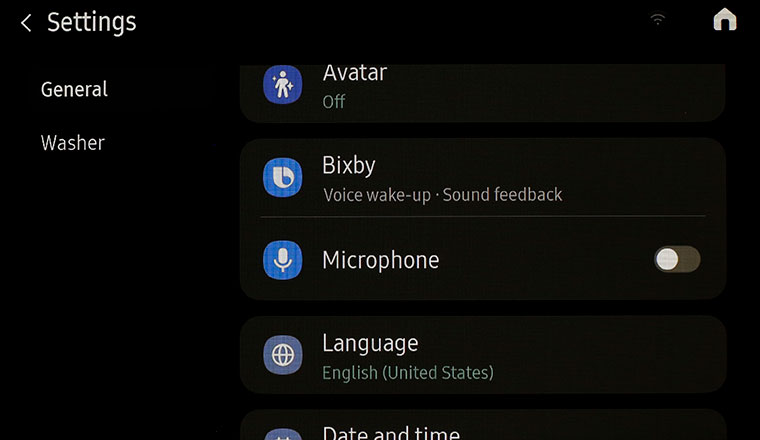 Settings
General
Washer
Avatar
Off
Bixby
Voice wake-up · Sound feedback
Microphone
Language
English (United States)
Date and time